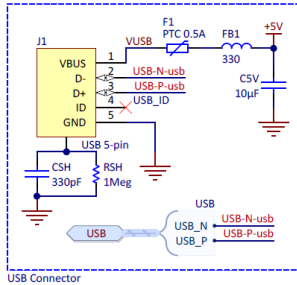 F1
PTC 0.5A
+5V
J1
VUSB
FB1
330
VBUS
1
D-
2
USB-N-usb
D+
3
USB-P-usb
ID
4
USB_ID
GND
5
C5V
10µF
USB 5-pin
CSH
330pF
RSH
1Meg
USB
USB
USB_N
USB-N-usb
USB_P
USB-P-usb
USB Connector